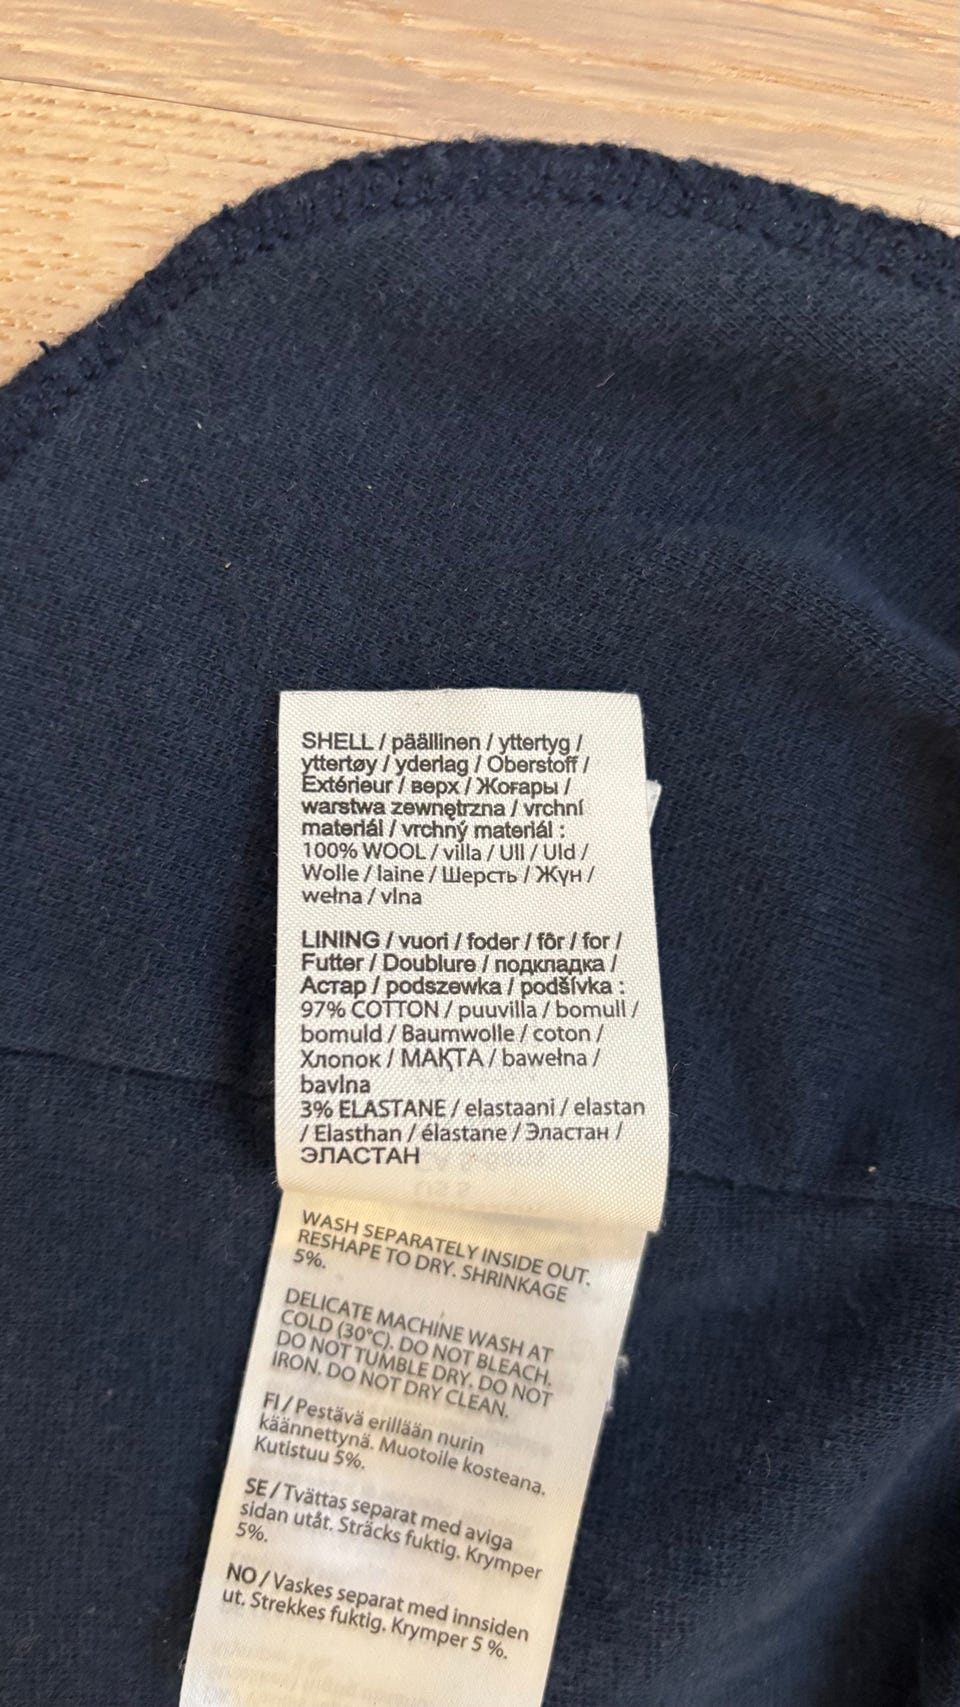 SHELL / päällinen / yttertyg /
yttertøy / yderlag / Oberstoff /
Extérieur / верх / Жоғары /
warstwa zewnętrzna / vrchní
materiál / vrchný materiál :
100% WOOL / villa / Ull / Uld /
Wolle / laine / Шерсть / Жүн /
wełna / vlna
LINING / vuori / foder / fôr / for /
Futter / Doublure / подкладка /
Астар / podszewka / podšívka :
97% COTTON / puuvilla / bomull /
bomuld / Baumwolle / coton /
Хлопок / МАҚТА / bawełna /
bavlna
3% ELASTANE / elastaani / elastan
/ Elasthan / élastane / Эластан /
ЭЛАСТАН
WASH SEPARATELY INSIDE OUT.
RESHAPE TO DRY. SHRINKAGE
5%.
DELICATE MACHINE WASH AT
COLD (30°C). DO NOT BLEACH.
DO NOT TUMBLE DRY. DO NOT
IRON. DO NOT DRY CLEAN.
FI / Pestävä erillään nurin
käännettynä. Muotoile kosteana.
Kutistuu 5%.
SE / Tvättas separat med aviga
sidan utåt. Sträcks fuktig. Krymper
5%.
NO / Vaskes separat med innsiden
ut. Strekkes fuktig. Krymper 5 %.